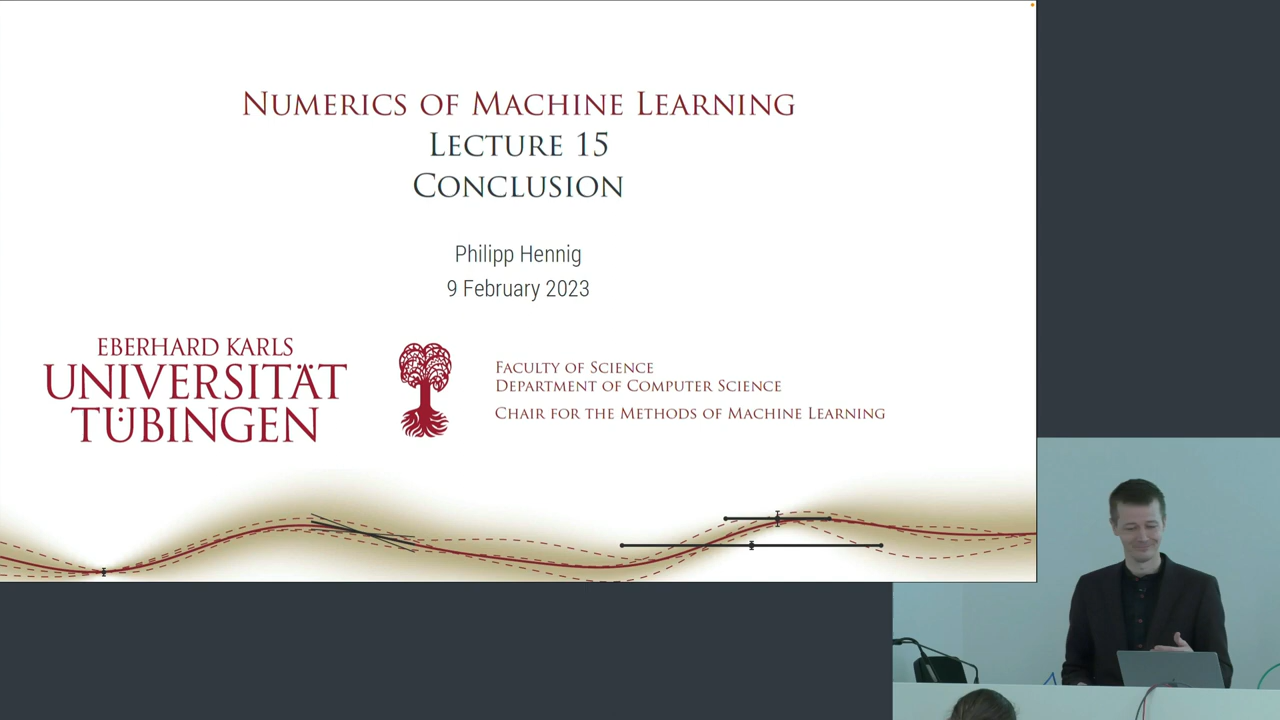 Numerics of Machine Learning
Lecture 15
Conclusion
Philipp Hennig
9 February 2023
EBERHARD KARLS
UNIVERSITÄT
TÜBINGEN
Faculty of Science
Department of Computer Science
Chair for the Methods of Machine Learning